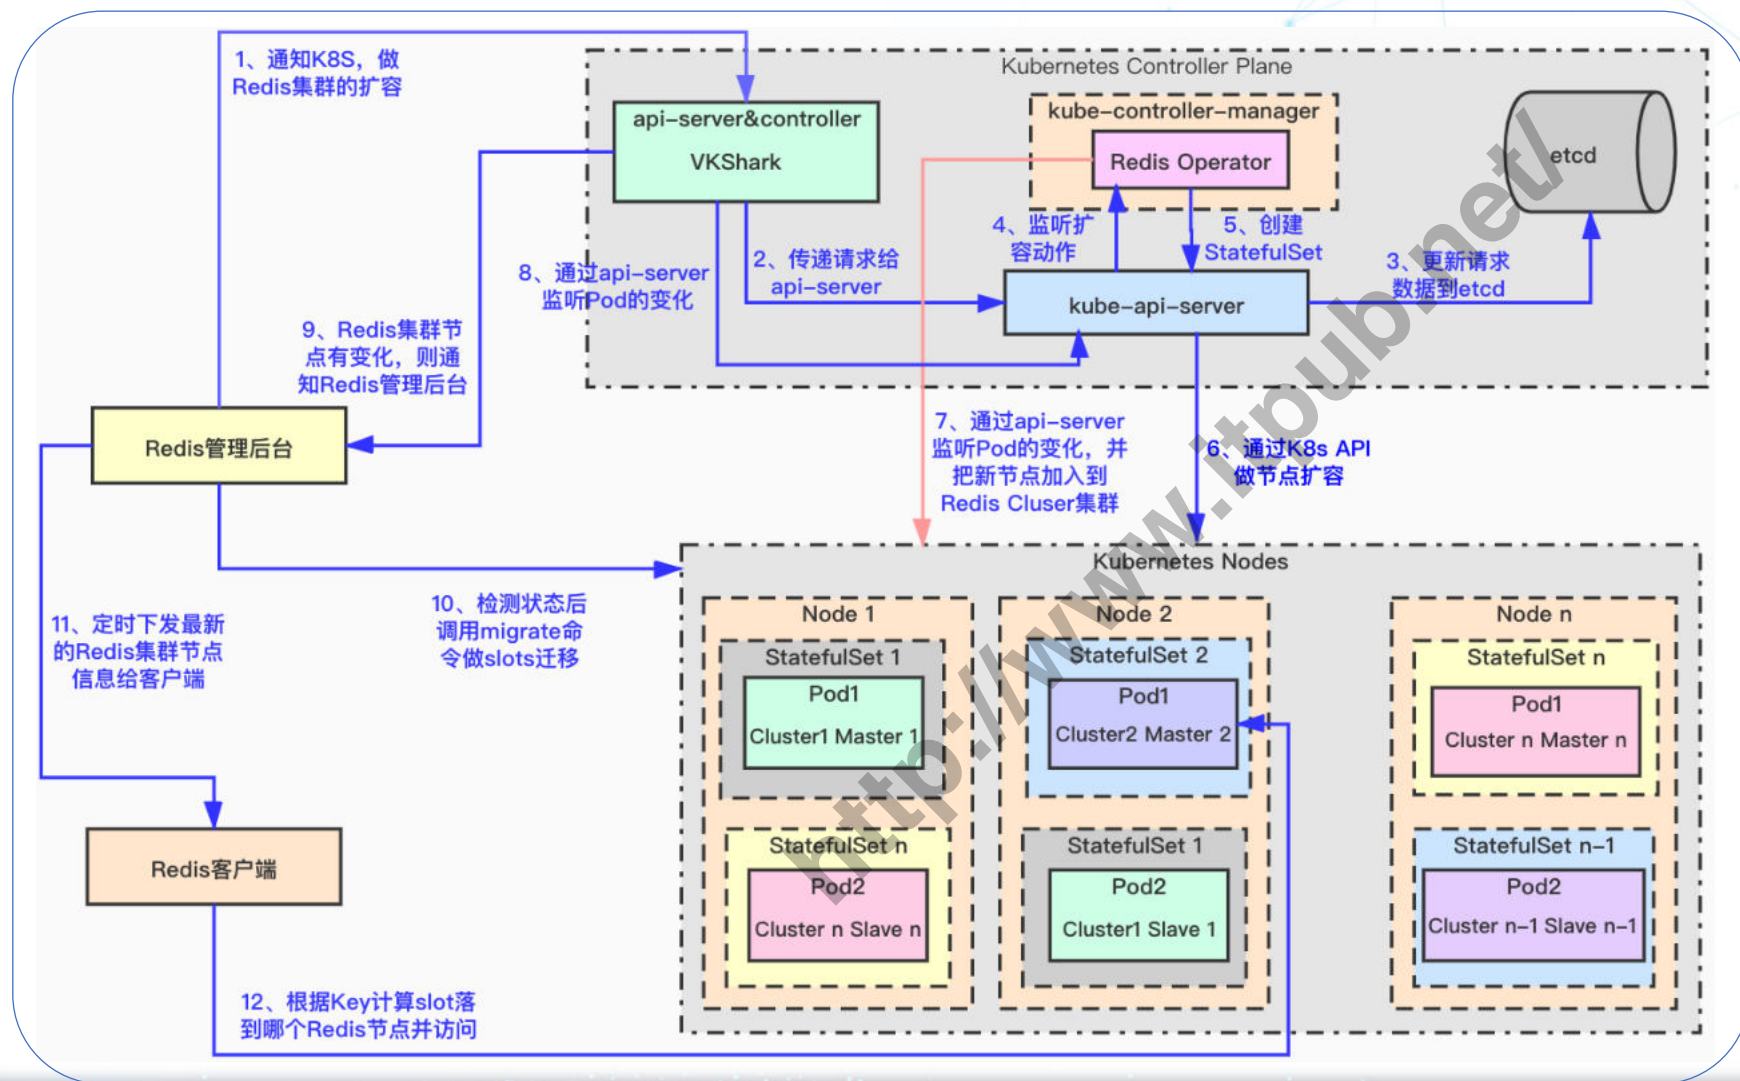 1、通知K8S，做
Redis集群的扩容
Kubernetes Controller Plane
api-server&controller
VKShark
kube-controller-manager
Redis Operator
etcd
4、监听扩
容动作
5、创建
StatefulSet
2、传递请求给
api-server
8、通过api-server
监听Pod的变化
3、更新请求
数据到etcd
kube-api-server
9、Redis集群节
点有变化，则通
知Redis管理后台
Redis管理后台
7、通过api-server
监听Pod的变化，并
把新节点加入到
Redis Cluser集群
6、通过K8s API
做节点扩容
Kubernetes Nodes
10、检测状态后
调用migrate命
令做slots迁移
11、定时下发最新
的Redis集群节点
信息给客户端
Node 1
StatefulSet 1
Pod1
Cluster1 Master 1
StatefulSet n
Pod2
Cluster n Slave n
Node 2
StatefulSet 2
Pod1
Cluster2 Master 2
StatefulSet 1
Pod2
Cluster1 Slave 1
Node n
StatefulSet n
Pod1
Cluster n Master n
StatefulSet n-1
Pod2
Cluster n-1 Slave n-1
Redis客户端
12、根据Key计算slot落
到哪个Redis节点并访问
http://www.itpub.net/